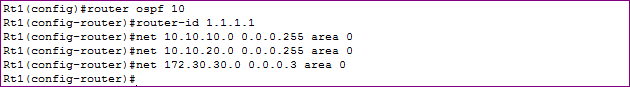 Rt1(config)#router ospf 10
Rt1(config-router)#router-id 1.1.1.1
Rt1(config-router)#net 10.10.10.0 0.0.0.255 area 0
Rt1(config-router)#net 10.10.20.0 0.0.0.255 area 0
Rt1(config-router)#net 172.30.30.0 0.0.0.3 area 0
Rt1(config-router)#